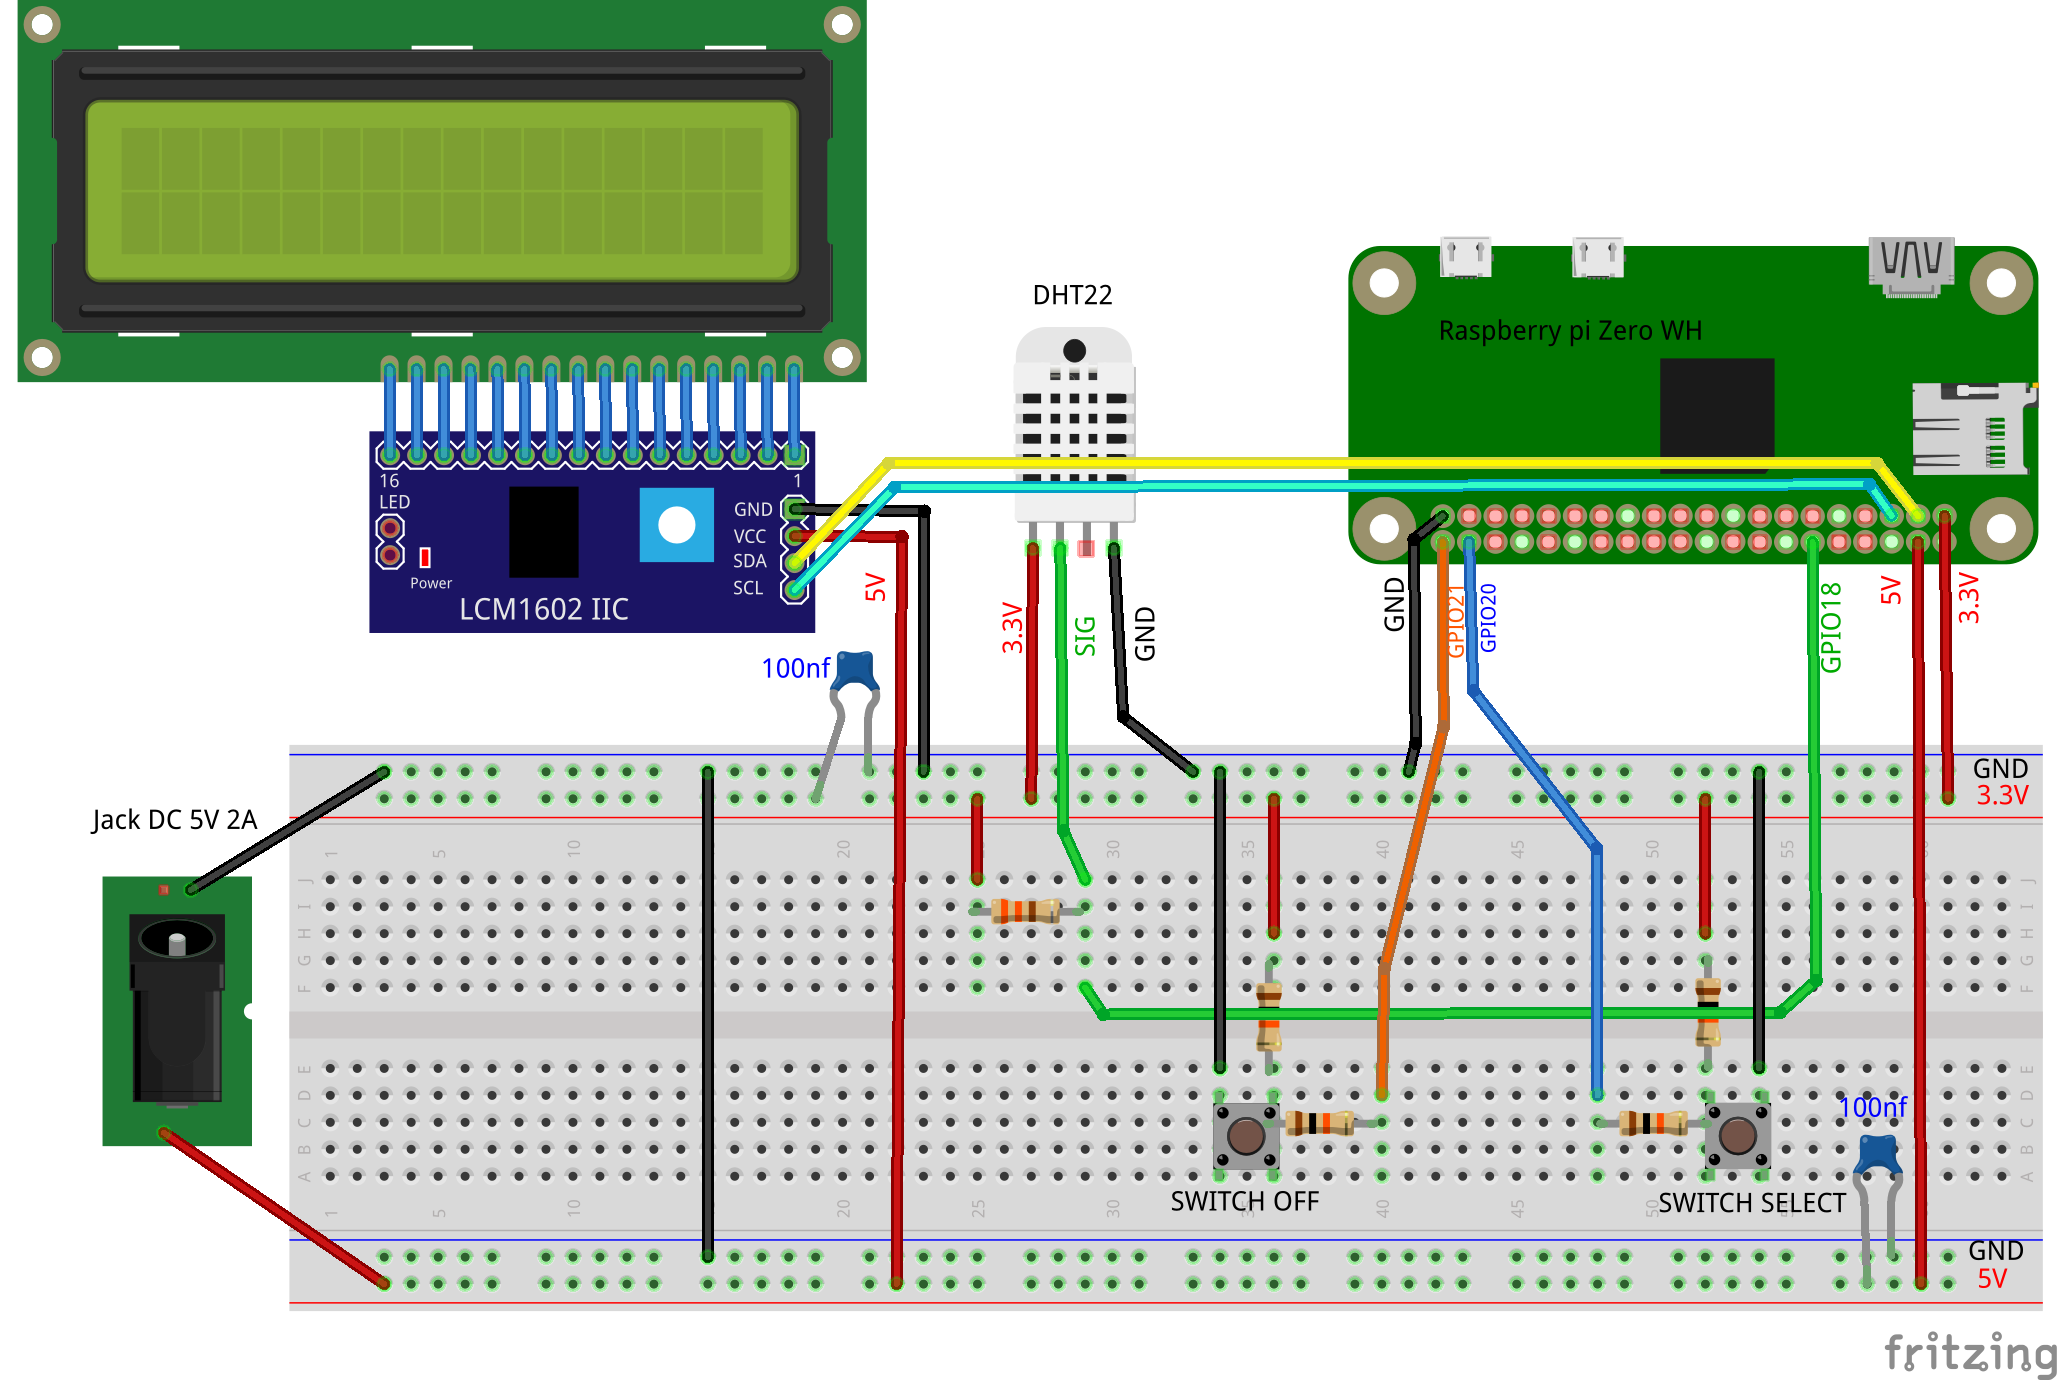 DHT22
Raspberry pi Zero WH
16
1
LED
GND
VCC
SDA
SCL
Power
LCM1602 IIC
5V
100nf
3.3V
SIG
GND
GND
GPIO21
GPIO20
GPIO18
5V
3.3V
GND
3.3V
Jack DC 5V 2A
1
5
10
20
30
35
40
45
50
55
J
I
H
G
F
J
I
H
G
F
E
D
C
B
A
E
D
C
B
A
100nf
SWITCH OFF
SWITCH SELECT
1
5
10
20
25
30
35
40
45
50
55
GND
5V
fritzing